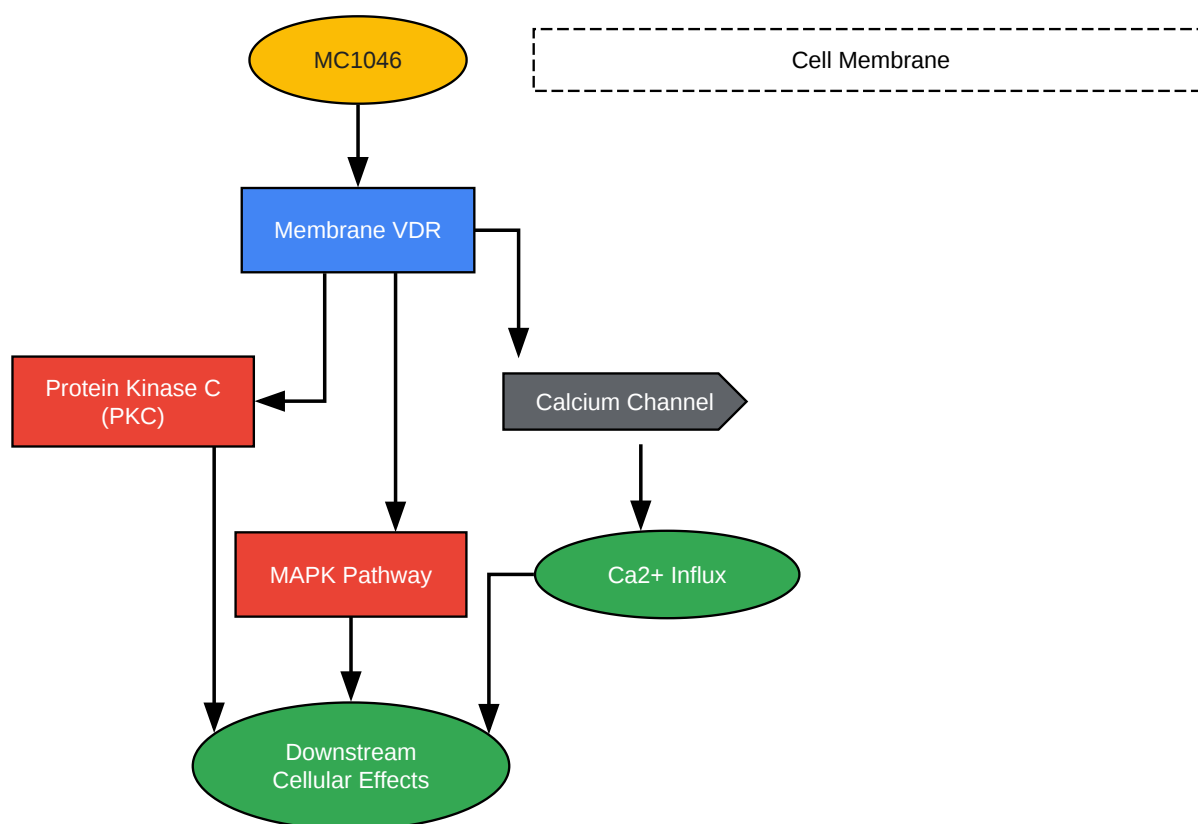 MC1046
Cell Membrane
Membrane VDR
Protein Kinase C
(PKC)
Calcium Channel
MAPK Pathway
Ca2+ Influx
Downstream
Cellular Effects